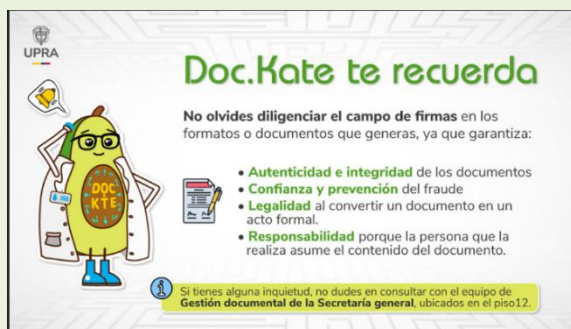 UPRA
Doc.Kate te recuerda
No olvides diligenciar el campo de firmas en los
formatos o documentos que generas, ya que garantiza:
• Autenticidad e integridad de los documentos
• Confianza y prevención del fraude
• Legalidad al convertir un documento en un
acto formal.
• Responsabilidad porque la persona que la
realiza asume el contenido del documento.
DOC
KTE
Si tienes alguna inquietud, no dudes en consultar con el equipo de
Gestión documental de la Secretaría general, ubicados en el piso12.